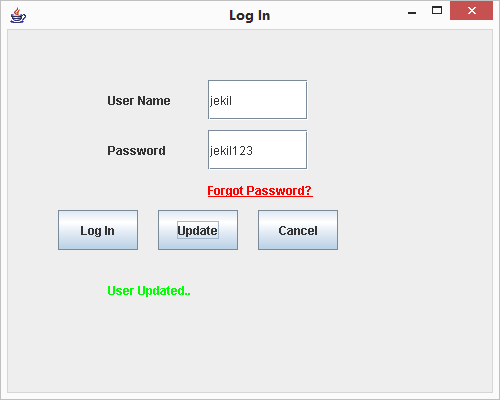 Log In
User Name jekil
Password jekil123
Forgot Password?
Log In Update Cancel
User Updated..